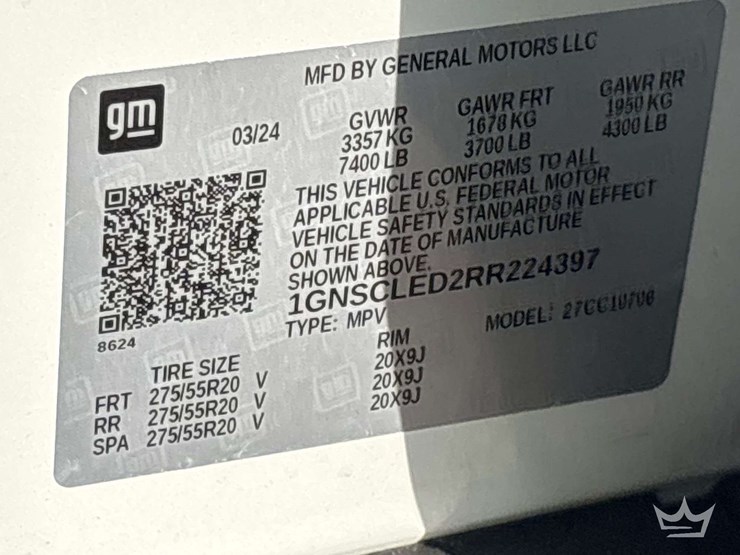 gm
MFD BY GENERAL MOTORS LLC
03/24
GVWR GAWR FRT GAWR RR
3357 KG 1678 KG 1950 KG
7400 LB 3700 LB 4300 LB
THIS VEHICLE CONFORMS TO ALL
APPLICABLE U.S. FEDERAL MOTOR
VEHICLE SAFETY STANDARDS IN EFFECT
ON THE DATE OF MANUFACTURE
SHOWN ABOVE.
1GNSCLED2RR224397
TYPE: MPV MODEL:
8624
TIRE SIZE RIM
FRT 275/55R20 V 20X9J
RR 275/55R20 V 20X9J
SPA 275/55R20 V 20X9J